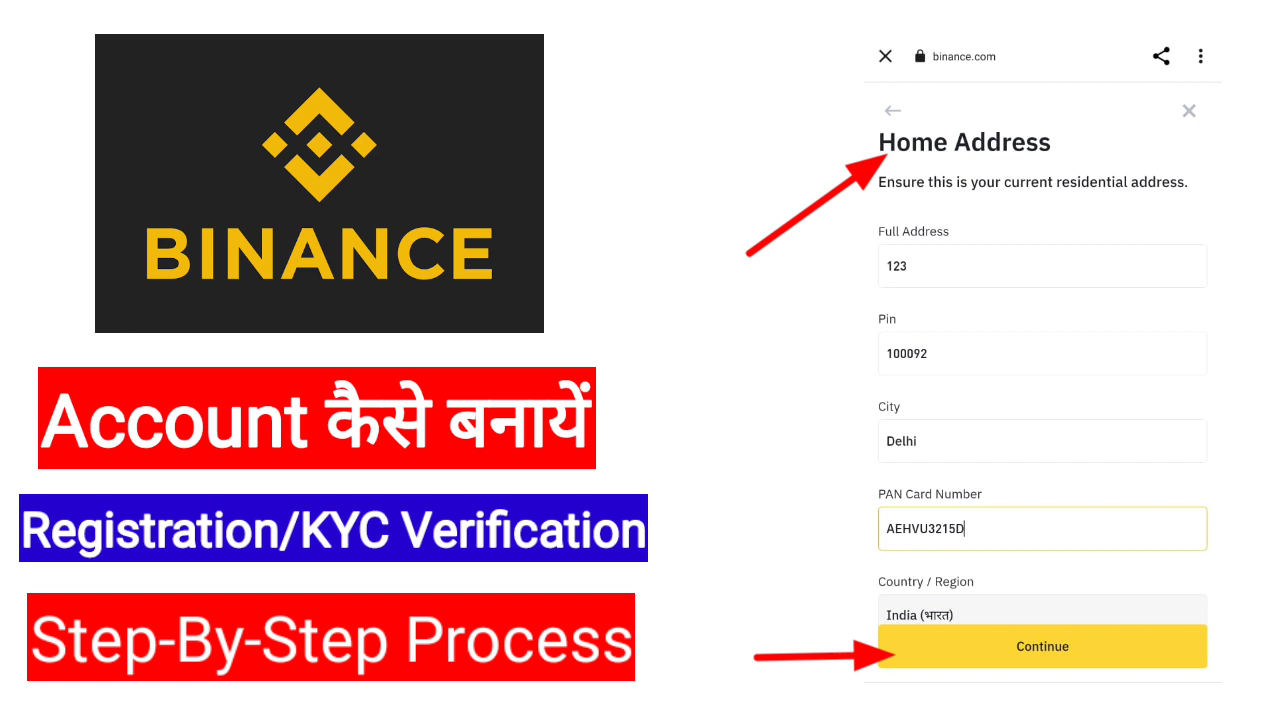 BINANCE
Account कैसे बनायें
Registration/KYC Verification
Step-By-Step Process
binance.com
Home Address
Ensure this is your current residential address.
Full Address
123
Pin
100092
City
Delhi
PAN Card Number
AEHVU3215D
Country / Region
India (भारत)
Continue